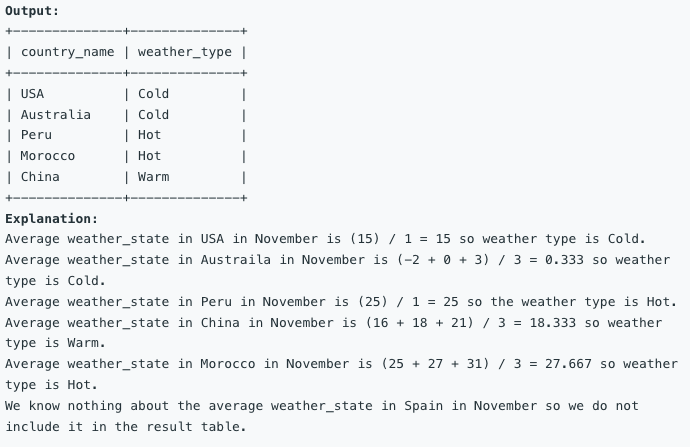 Output:
+--------------+--------------+
| country_name | weather_type |
+--------------+--------------+
| USA          | Cold         |
| Australia    | Cold         |
| Peru         | Hot          |
| Morocco      | Hot          |
| China        | Warm         |
+--------------+--------------+
Explanation:
Average weather_state in USA in November is (15) / 1 = 15 so weather type is Cold.
Average weather_state in Austraila in November is (-2 + 0 + 3) / 3 = 0.333 so weather
type is Cold.
Average weather_state in Peru in November is (25) / 1 = 25 so the weather type is Hot.
Average weather_state in China in November is (16 + 18 + 21) / 3 = 18.333 so weather
type is Warm.
Average weather_state in Morocco in November is (25 + 27 + 31) / 3 = 27.667 so weather
type is Hot.
We know nothing about the average weather_state in Spain in November so we do not
include it in the result table.